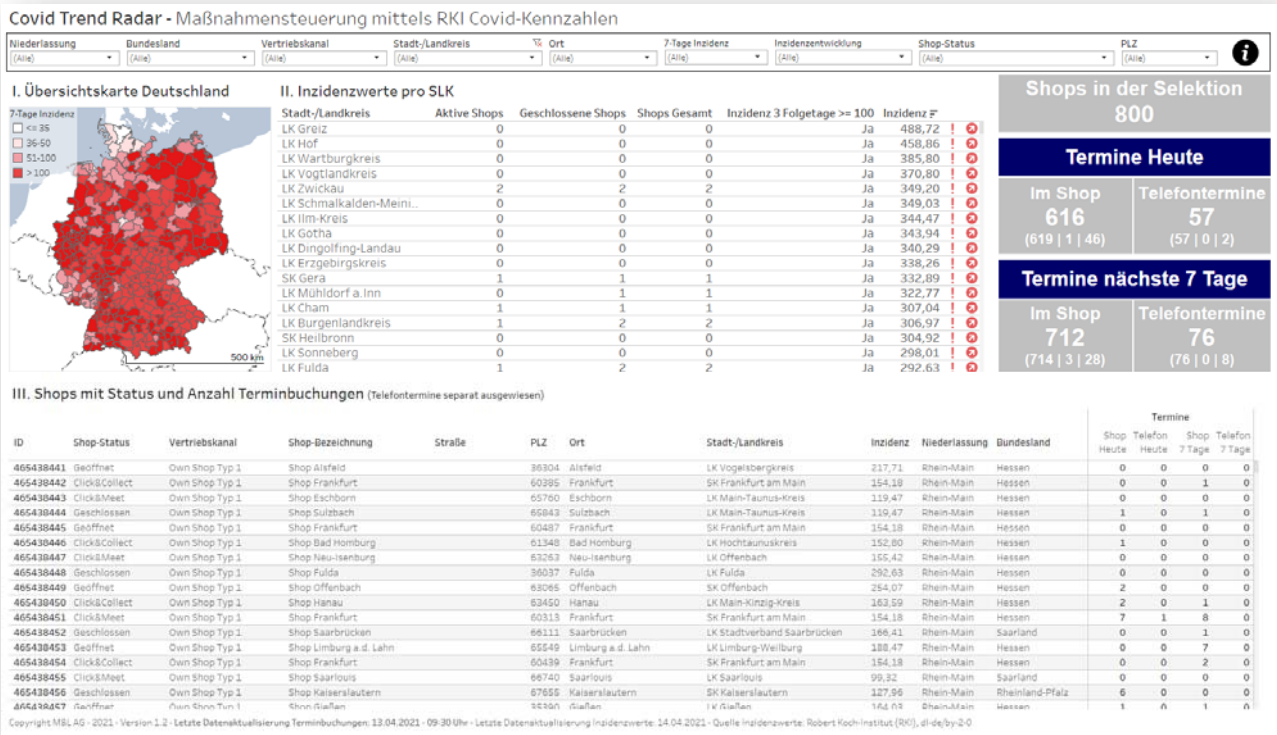 Covid Trend Radar - Maßnahmensteuerung mittels RKI Covid-Kennzahlen
Niederlassung Bundesland Vertriebskanal Stadt-/Landkreis Ort 7-Tage Inzidenz Inzidenzentwicklung Shop-Status PLZ
(Alle) (Alle) (Alle) (Alle) (Alle) (Alle) (Alle) (Alle) (Alle)
I. Übersichtskarte Deutschland
7-Tage Inzidenz
<= 35
36-50
51-100
> 100
500 km
II. Inzidenzwerte pro SLK
Stadt-/Landkreis Aktive Shops Geschlossene Shops Shops Gesamt Inzidenz 3 Folgetage >= 100 Inzidenz
LK Greiz 0 0 0 Ja 488,72 !
LK Hof 0 0 0 Ja 458,86 !
LK Wartburgkreis 0 0 0 Ja 385,80 !
LK Vogtlandkreis 0 0 0 Ja 370,80 !
LK Zwickau 2 2 2 Ja 349,20 !
LK Schmalkalden-Meini.. 0 0 0 Ja 349,03 !
LK Ilm-Kreis 0 0 0 Ja 344,47 !
LK Gotha 0 0 0 Ja 343,94 !
LK Dingolfing-Landau 0 0 0 Ja 340,29 !
LK Erzgebirgskreis 0 0 0 Ja 338,26 !
SK Gera 1 1 1 Ja 332,89 !
LK Mühldorf a.Inn 0 1 1 Ja 322,77 !
LK Cham 1 1 1 Ja 307,04 !
LK Burgenlandkreis 1 2 2 Ja 306,97 !
SK Heilbronn 0 0 0 Ja 304,92 !
LK Sonneberg 0 0 0 Ja 298,01 !
LK Fulda 1 2 2 Ja 292,63 !
Shops in der Selektion
800
Termine Heute
Im Shop Telefontermine
616 57
(619 | 1 | 46) (57 | 0 | 2)
Termine nächste 7 Tage
Im Shop Telefontermine
712 76
(714 | 3 | 28) (76 | 0 | 8)
III. Shops mit Status und Anzahl Terminbuchungen (Telefontermine separat ausgewiesen)
Termine
ID Shop-Status Vertriebskanal Shop-Bezeichnung Straße PLZ Ort Stadt-/Landkreis Inzidenz Niederlassung Bundesland Shop Heute Telefon Heute Shop 7 Tage Telefon 7 Tage
465438441 Geöffnet Own Shop Typ 1 Shop Alsfeld 36304 Alsfeld LK Vogelsbergkreis 217,71 Rhein-Main Hessen 0 0 0 0
465438442 Click&Collect Own Shop Typ 1 Shop Frankfurt 60385 Frankfurt SK Frankfurt am Main 154,18 Rhein-Main Hessen 0 0 1 0
465438443 Click&Meet Own Shop Typ 1 Shop Eschborn 65760 Eschborn LK Main-Taunus-Kreis 119,47 Rhein-Main Hessen 0 0 0 0
465438444 Geschlossen Own Shop Typ 1 Shop Sulzbach 65843 Sulzbach LK Main-Taunus-Kreis 119,47 Rhein-Main Hessen 1 0 1 0
465438445 Geöffnet Own Shop Typ 1 Shop Frankfurt 60487 Frankfurt SK Frankfurt am Main 154,18 Rhein-Main Hessen 0 0 0 0
465438446 Click&Collect Own Shop Typ 1 Shop Bad Homburg 61348 Bad Homburg LK Hochtaunuskreis 152,80 Rhein-Main Hessen 1 0 0 0
465438447 Click&Meet Own Shop Typ 1 Shop Neu-Isenburg 63263 Neu-Isenburg LK Offenbach 155,42 Rhein-Main Hessen 0 0 0 0
465438448 Geschlossen Own Shop Typ 1 Shop Fulda 36037 Fulda LK Fulda 292,63 Rhein-Main Hessen 0 0 0 0
465438449 Geöffnet Own Shop Typ 1 Shop Offenbach 63065 Offenbach SK Offenbach 254,07 Rhein-Main Hessen 2 0 0 0
465438450 Click&Collect Own Shop Typ 1 Shop Hanau 63450 Hanau LK Main-Kinzig-Kreis 163,59 Rhein-Main Hessen 2 0 1 0
465438451 Click&Meet Own Shop Typ 1 Shop Frankfurt 60313 Frankfurt SK Frankfurt am Main 154,18 Rhein-Main Hessen 7 1 8 0
465438452 Geschlossen Own Shop Typ 1 Shop Saarbrücken 66111 Saarbrücken LK Stadtverband Saarbrücken 166,41 Rhein-Main Saarland 0 0 1 0
465438453 Geöffnet Own Shop Typ 1 Shop Limburg a.d. Lahn 65549 Limburg a.d. Lahn LK Limburg-Weilburg 188,47 Rhein-Main Hessen 0 0 7 0
465438454 Click&Collect Own Shop Typ 1 Shop Frankfurt 60439 Frankfurt SK Frankfurt am Main 154,18 Rhein-Main Hessen 0 0 2 0
465438455 Click&Meet Own Shop Typ 1 Shop Saarlouis 66740 Saarlouis LK Saarlouis 99,32 Rhein-Main Saarland 0 0 0 0
465438456 Geschlossen Own Shop Typ 1 Shop Kaiserslautern 67655 Kaiserslautern SK Kaiserslautern 127,96 Rhein-Main Rheinland-Pfalz 6 0 0 0
465438457 Geöffnet Own Shop Typ 1 Shop Gießen 35390 Gießen LK Gießen 164,03 Rhein-Main Hessen 1 0 1 0
Copyright M8L AG - 2021 - Version 1.2 - Letzte Datenaktualisierung Terminbuchungen: 13.04.2021 - 09:30 Uhr - Letzte Datenaktualisierung Inzidenzwerte: 14.04.2021 - Quelle Inzidenzwerte: Robert Koch-Institut (RKI), dl-de/by-2-0